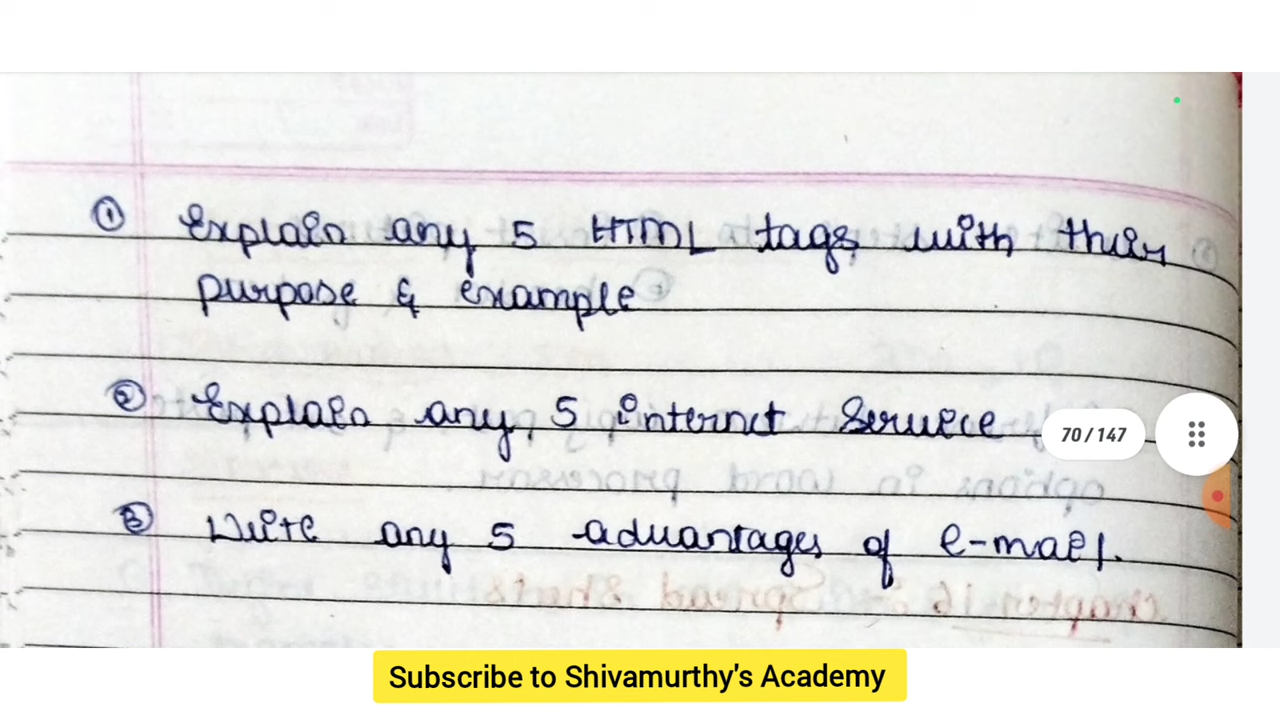 ① Explain any 5 HTML tags with their
purpose & example
② Explain any 5 internet service
70/147
③ Write any 5 advantages of e-mail.
Subscribe to Shivamurthy's Academy